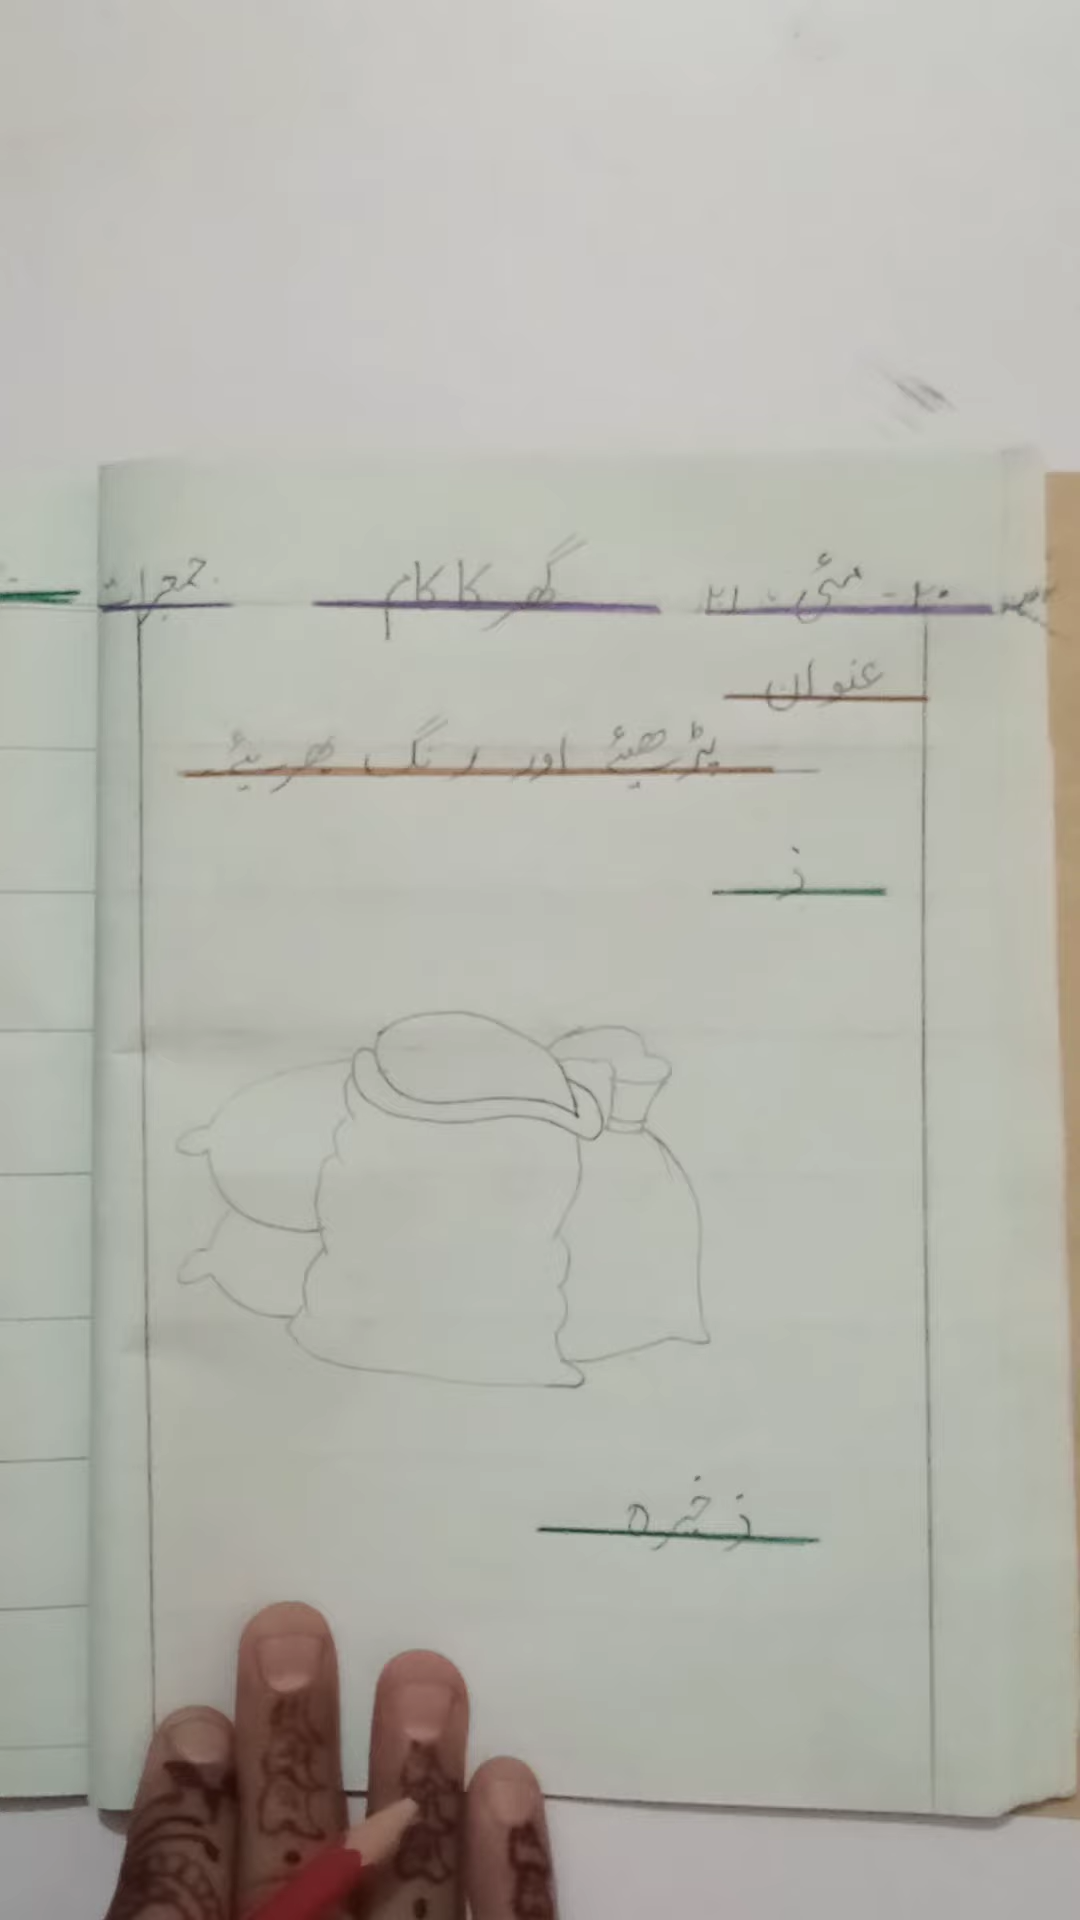 ۲۰ - مئی - ۲۱ گھر کا کام جمعرات
عنوان
پڑھیئے اور رنگ بھریئے
ذ
ذخیرہ